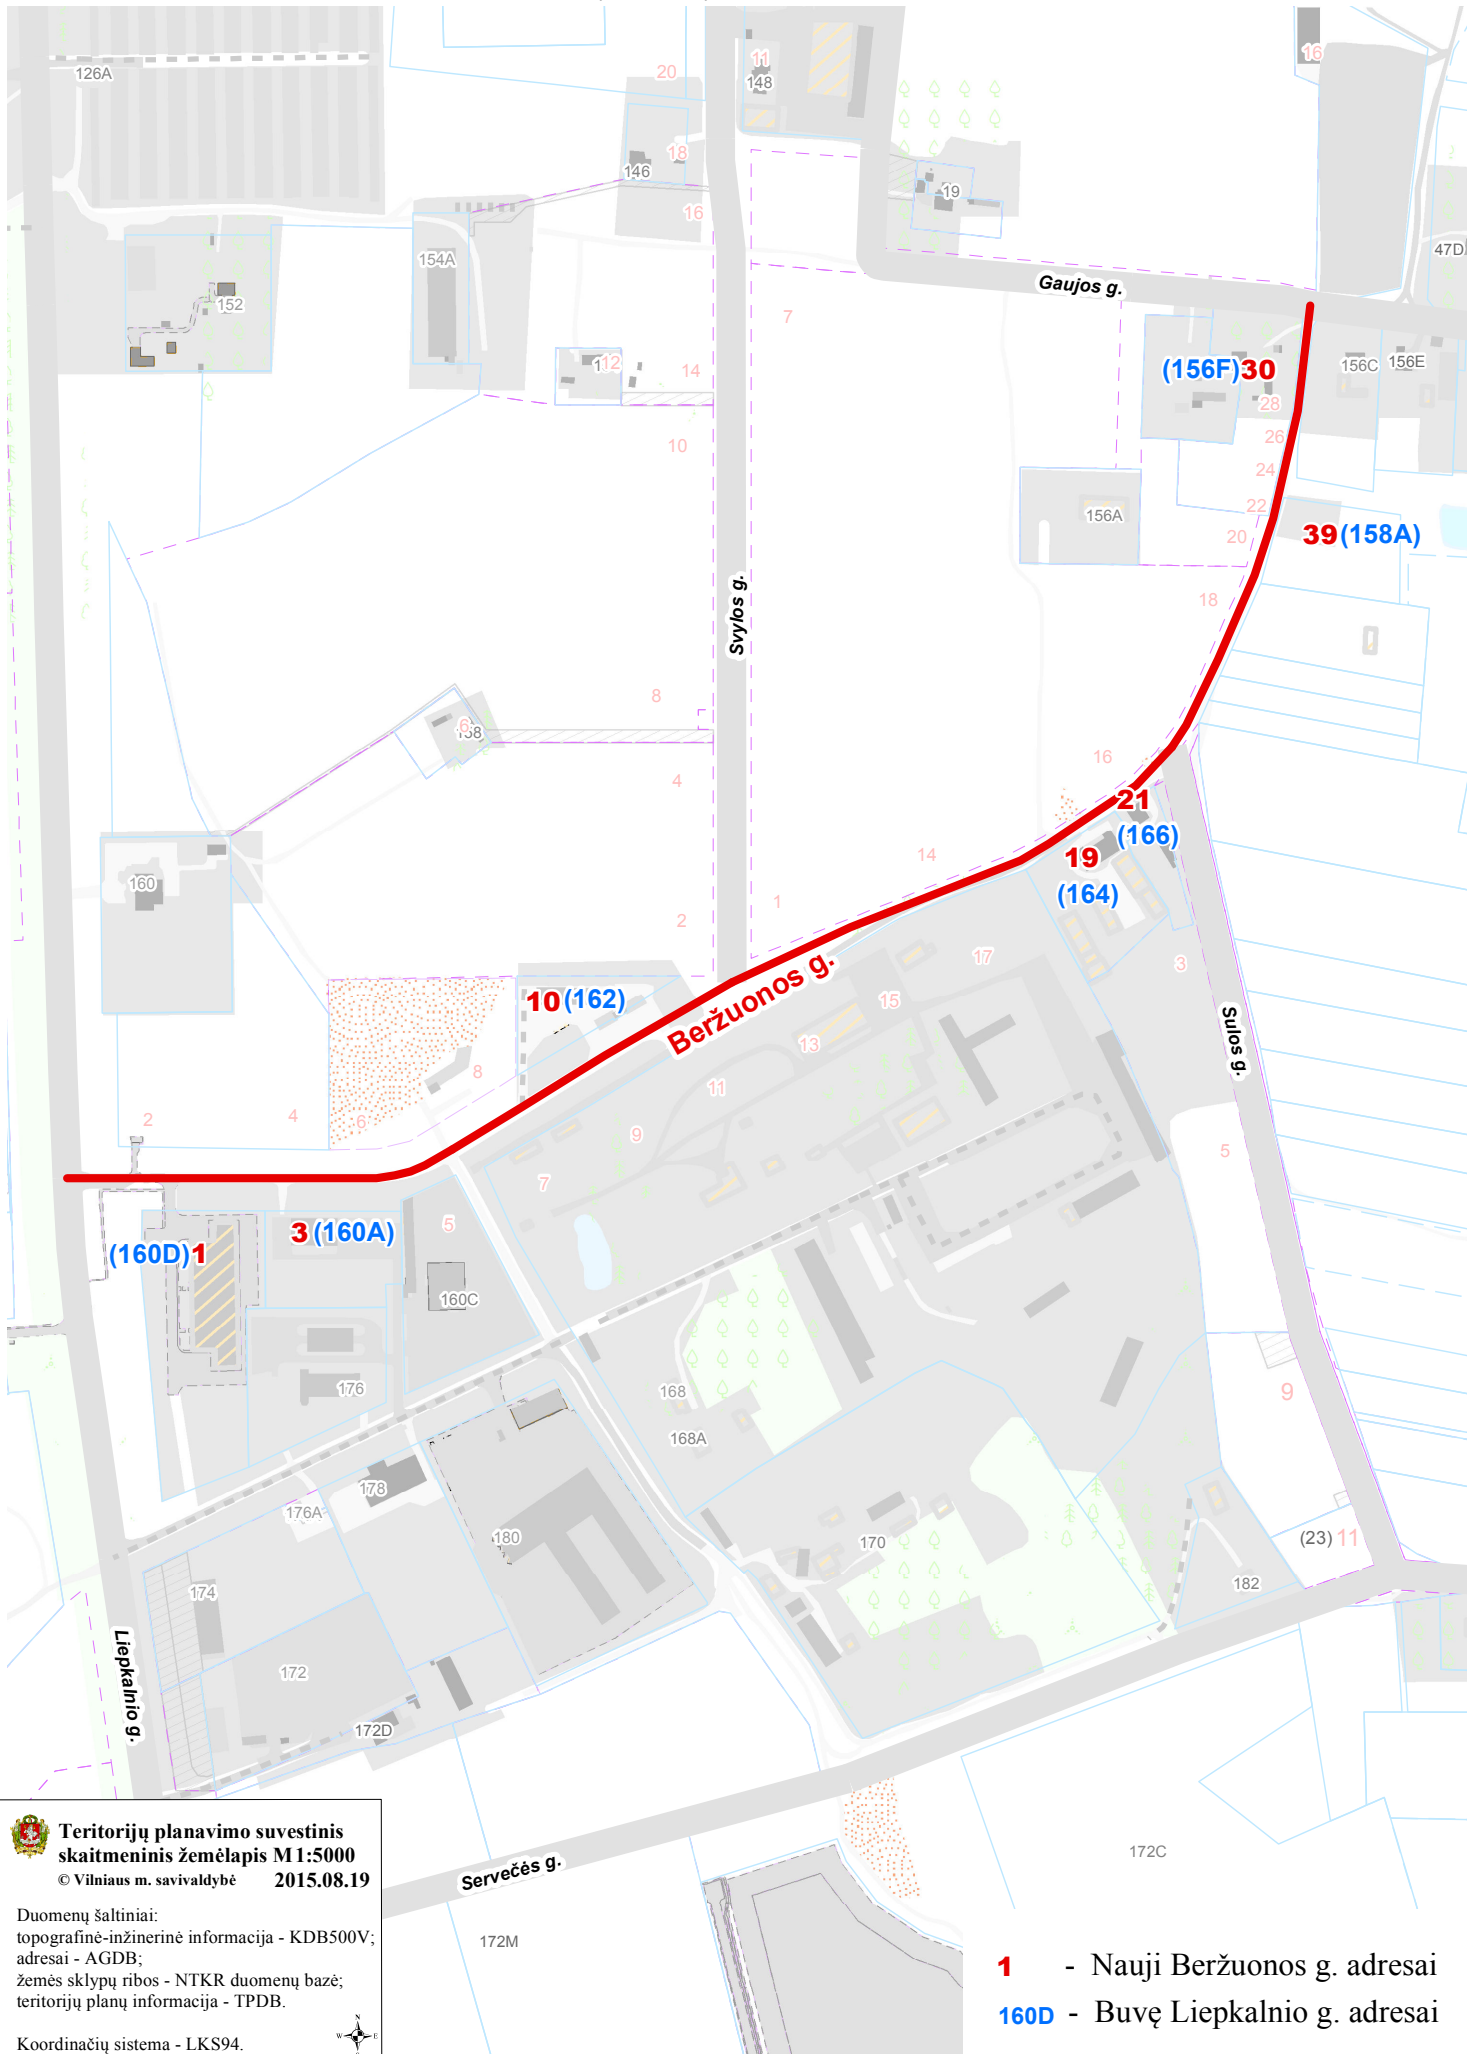 126A
20
11
148
16
18
146
19
16
47D
154A
Gaujos g.
152
7
12
14
(156F) 30
156C
156E
28
10
26
24
22
156A
20
39 (158A)
Svylos g.
18
8
6
158
4
16
21
(166)
19
14
(164)
160
1
2
17
3
10 (162)
Beržuonos g.
15
Sulos g.
13
8
11
2
4
6
9
5
7
3 (160A)
5
(160D) 1
160C
176
168
9
168A
178
176A
180
170
(23) 11
182
174
Liepkalnio g.
172
172D
172C
Servečės g.
172M
Teritorijų planavimo suvestinis
skaitmeninis žemėlapis M1:5000
© Vilniaus m. savivaldybė 2015.08.19
Duomenų šaltiniai:
topografinė-inžinerinė informacija - KDB500V;
adresai - AGDB;
žemės sklypų ribos - NTKR duomenų bazė;
teritorijų planų informacija - TPDB.
Koordinačių sistema - LKS94.
N
W
E
1 - Nauji Beržuonos g. adresai
160D - Buvę Liepkalnio g. adresai